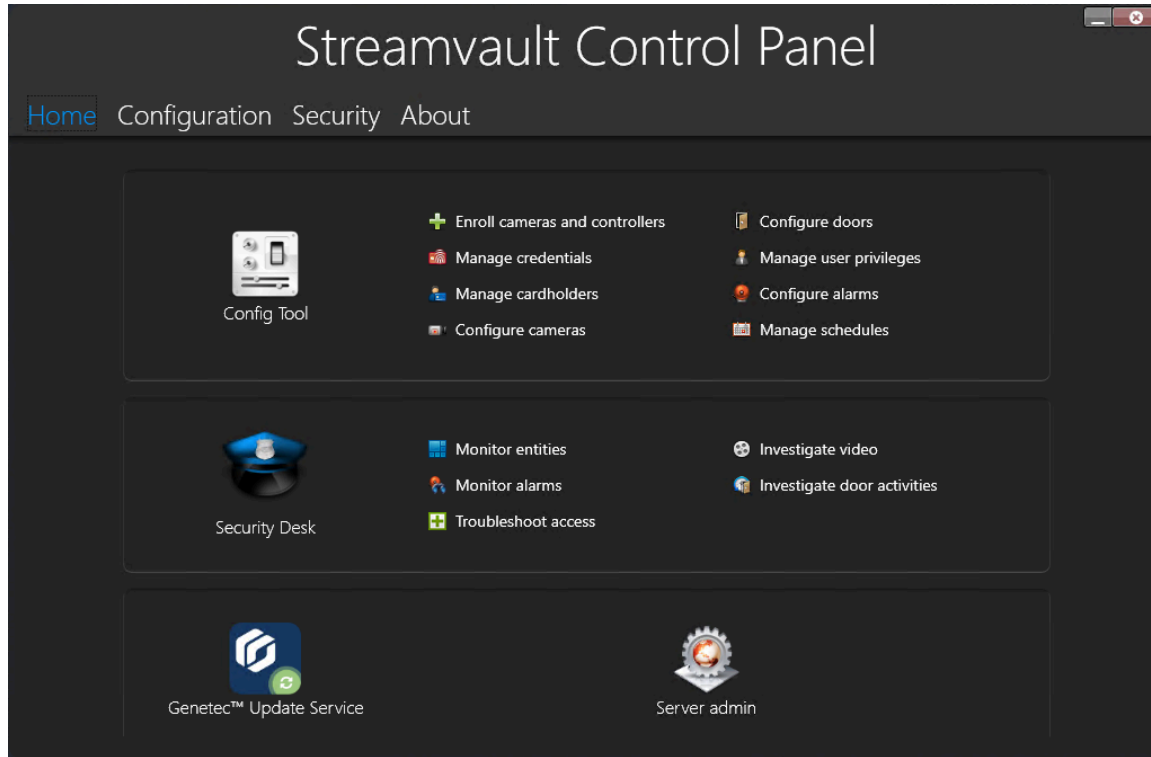 Streamvault Control Panel
Home Configuration Security About
Config Tool
Enroll cameras and controllers
Manage credentials
Manage cardholders
Configure cameras
Configure doors
Manage user privileges
Configure alarms
Manage schedules
Security Desk
Monitor entities
Monitor alarms
Troubleshoot access
Investigate video
Investigate door activities
Genetec™ Update Service
Server admin